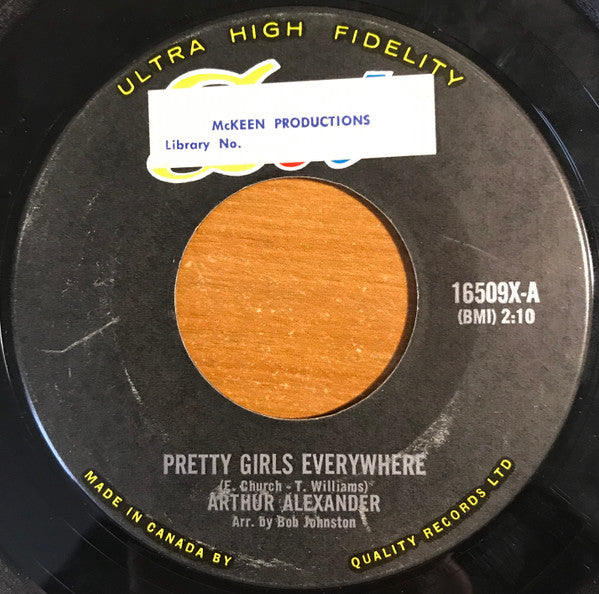 ULTRA HIGH FIDELITY
McKEEN PRODUCTIONS
Library No.
16509X-A
(BMI) 2:10
PRETTY GIRLS EVERYWHERE
(E. Church - T. Williams)
ARTHUR ALEXANDER
Arr. by Bob Johnston
MADE IN CANADA BY QUALITY RECORDS LTD